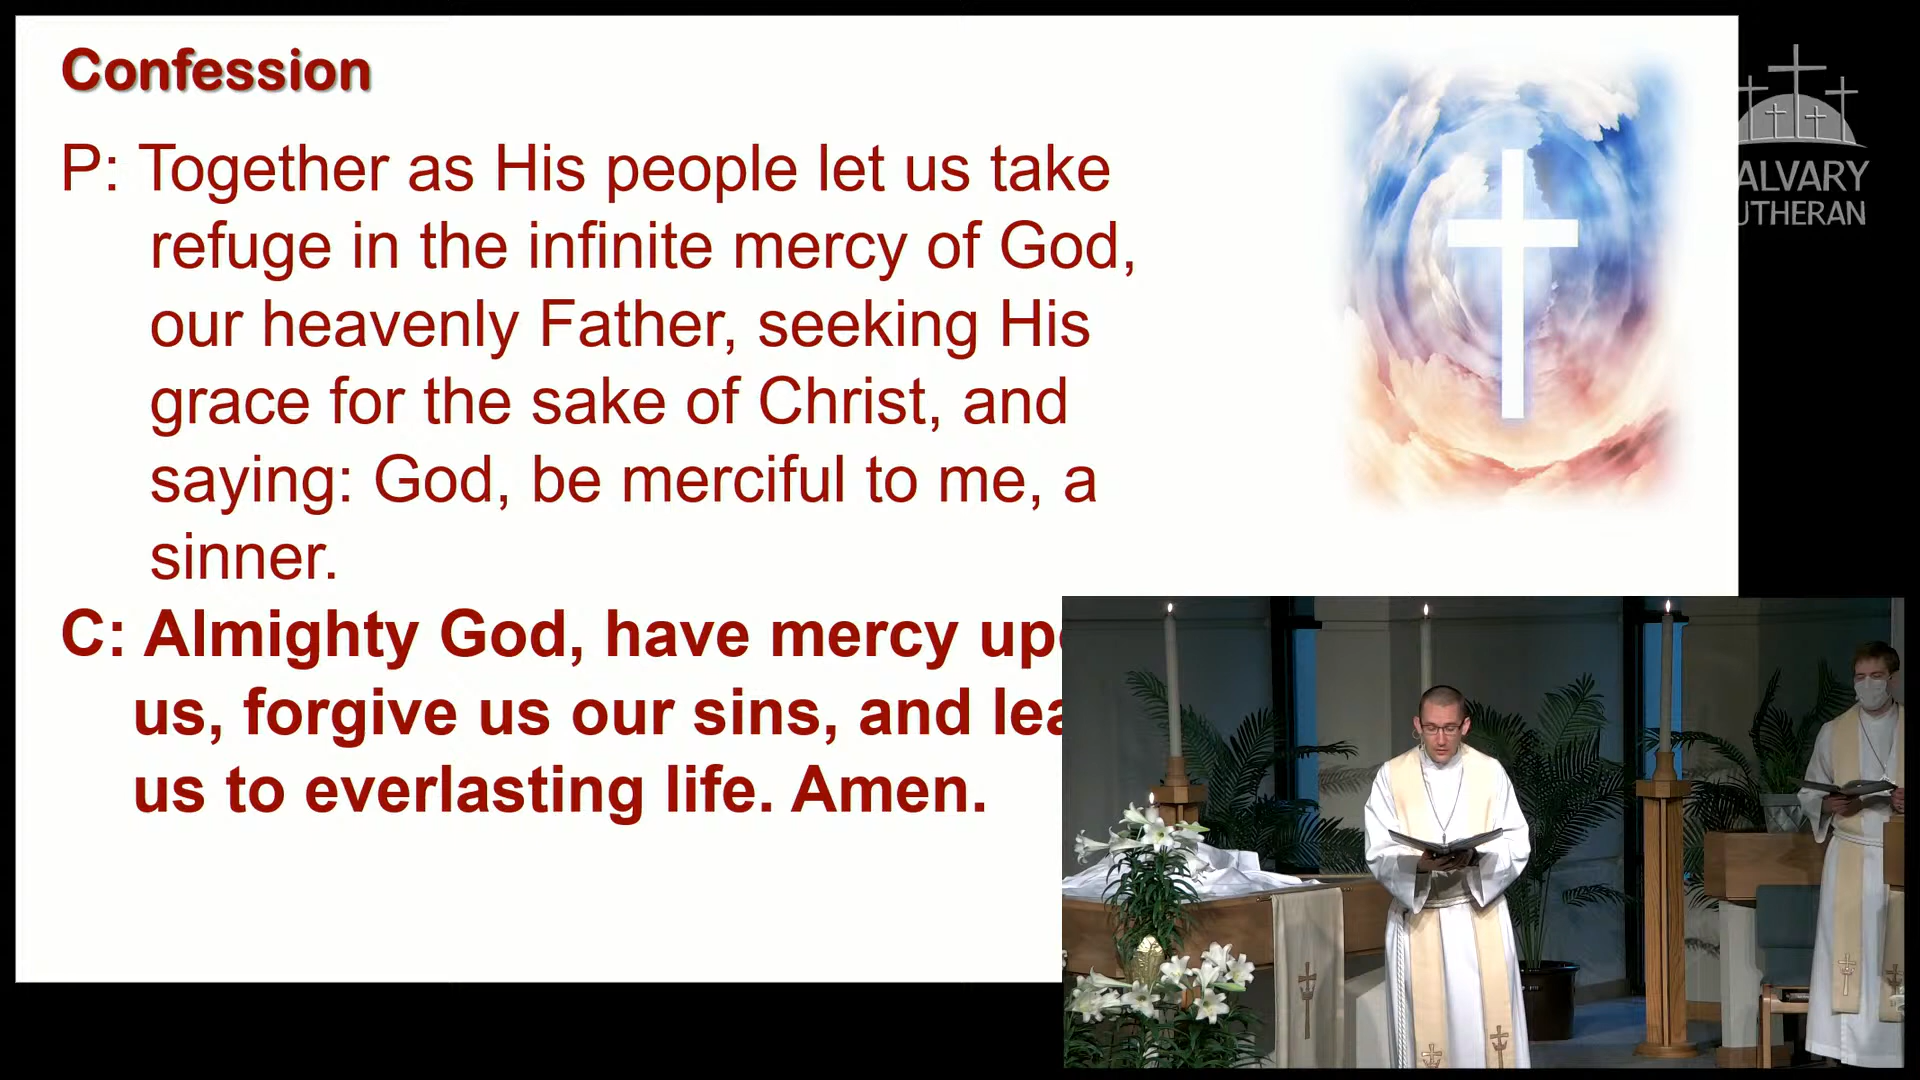 Confession
P: Together as His people let us take
refuge in the infinite mercy of God,
our heavenly Father, seeking His
grace for the sake of Christ, and
saying: God, be merciful to me, a
sinner.
C: Almighty God, have mercy up
us, forgive us our sins, and lea
us to everlasting life. Amen.
ALVARY
UTHERAN